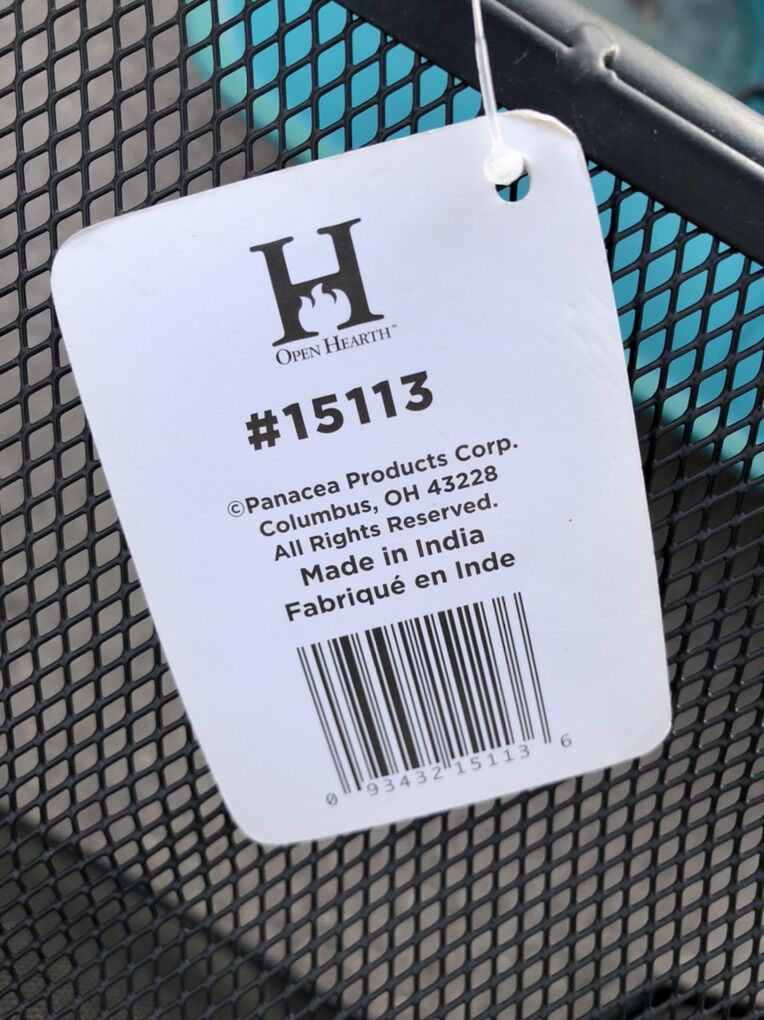 H
OPEN HEARTH™
#15113
©Panacea Products Corp.
Columbus, OH 43228
All Rights Reserved.
Made in India
Fabriqué en Inde
0 93432 15113 6